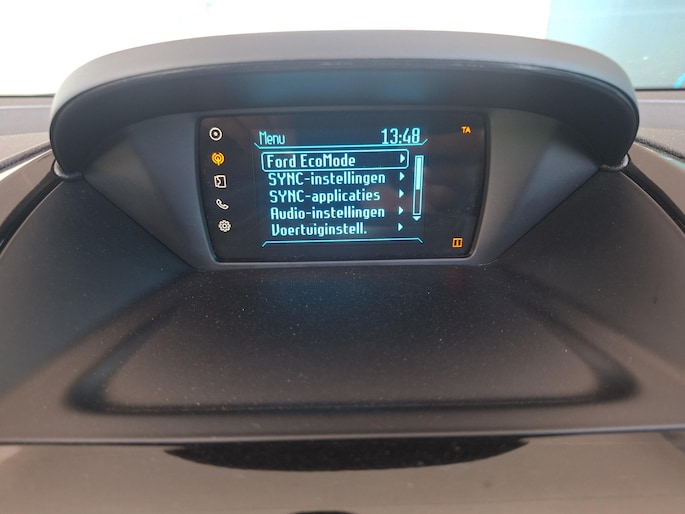 Menu 13:48 TA
Ford EcoMode
SYNC-instellingen
SYNC-applicaties
Audio-instellingen
Voertuiginstell.